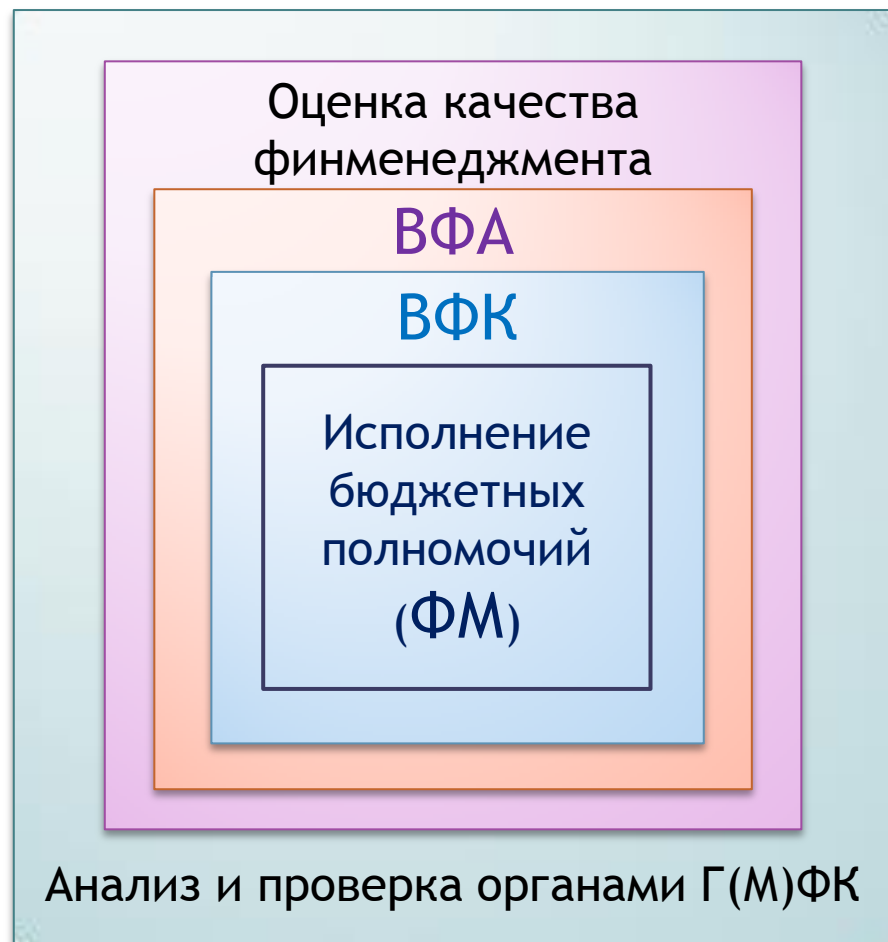 Оценка качества
финменеджмента
ВФА
ВФК
Исполнение
бюджетных
полномочий
(ФМ)
Анализ и проверка органами Г(М)ФК